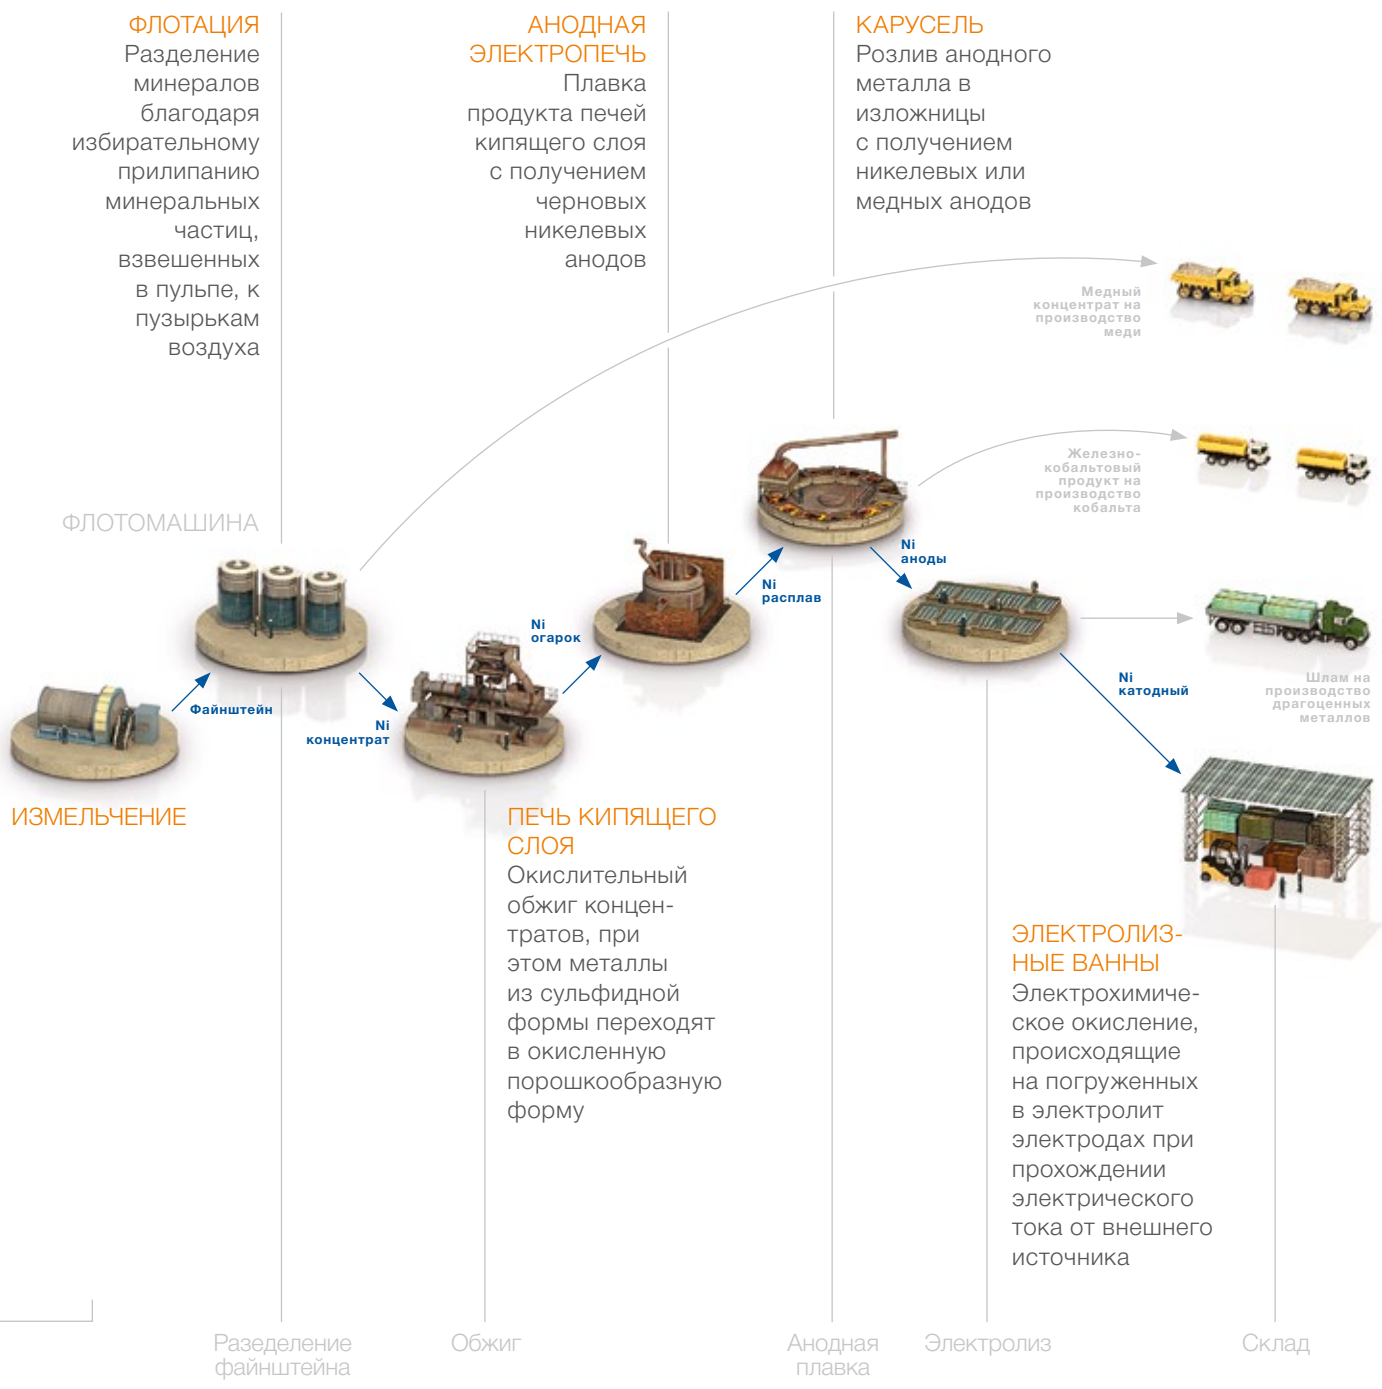 ФЛОТАЦИЯ
Разделение
минералов
благодаря
избирательному
прилипанию
минеральных
частиц,
взвешенных
в пульпе, к
пузырькам
воздуха
АНОДНАЯ
ЭЛЕКТРОПЕЧЬ
Плавка
продукта печей
кипящего слоя
с получением
черновых
никелевых
анодов
КАРУСЕЛЬ
Розлив анодного
металла в
изложницы
с получением
никелевых или
медных анодов
Медный
концентрат на
производство
меди
Железно-
кобальтовый
продукт на
производство
кобальта
ФЛОТОМАШИНА
Ni
аноды
Ni
расплав
Ni
огарок
Файнштейн
Ni
концентрат
Ni
катодный
Шлам на
производство
драгоценных
металлов
ИЗМЕЛЬЧЕНИЕ
ПЕЧЬ КИПЯЩЕГО
СЛОЯ
Окислительный
обжиг концен-
тратов, при
этом металлы
из сульфидной
формы переходят
в окисленную
порошкообразную
форму
ЭЛЕКТРОЛИЗ-
НЫЕ ВАННЫ
Электрохимиче-
ское окисление,
происходящие
на погруженных
в электролит
электродах при
прохождении
электрического
тока от внешнего
источника
Разеделение
файнштейна
Обжиг
Анодная
плавка
Электролиз
Склад